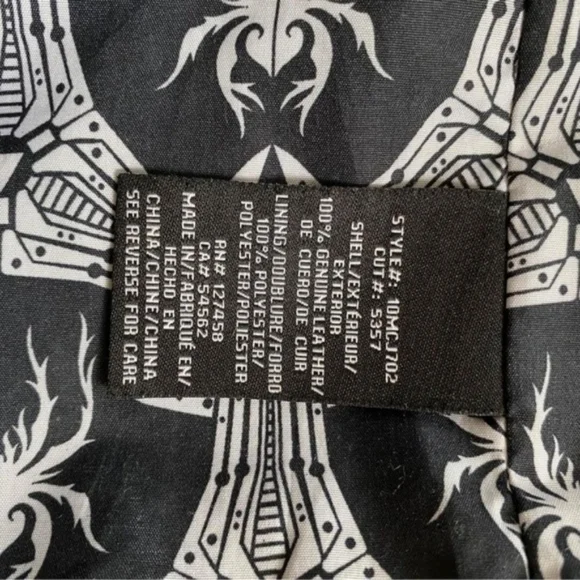 STYLE#: 10MCJ702
CUT#: 5357
SHELL/EXTÉRIEUR/
EXTERIOR
100% GENUINE LEATHER/
DE CUERO/DE CUIR
LINING/DOUBLURE/FORRO
100% POLYESTER/
POLYESTER/POLIESTER
RN# 127458
CA# 54562
MADE IN/FABRIQUÉ EN/
HECHO EN
CHINA/CHINE/CHINA
SEE REVERSE FOR CARE